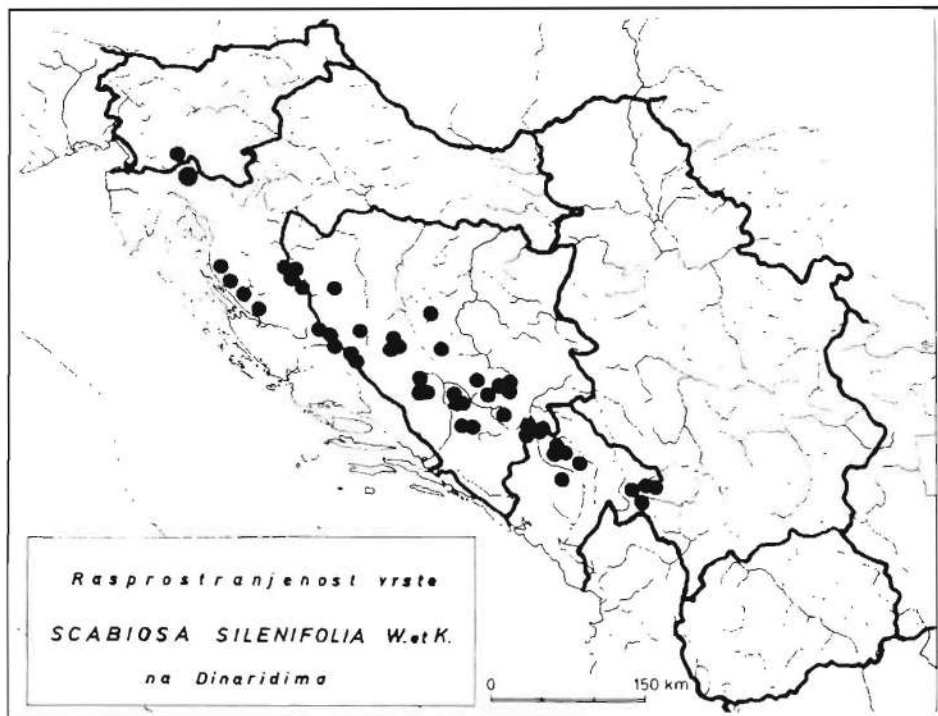 Rasprostranjenost vrste
SCABIOSA SILENIFOLIA W. et K.
na Dinaridima
0 150 km